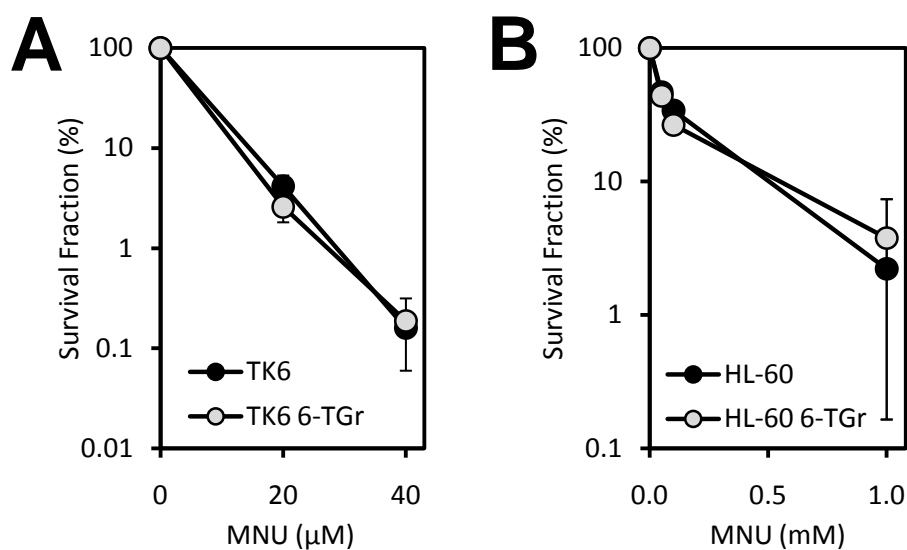 A
100
10
1
0.1
0.01
Survival Fraction (%)
TK6
TK6 6-TGr
0 20 40
MNU (µM)
B
100
10
1
0.1
Survival Fraction (%)
HL-60
HL-60 6-TGr
0.0 0.5 1.0
MNU (mM)